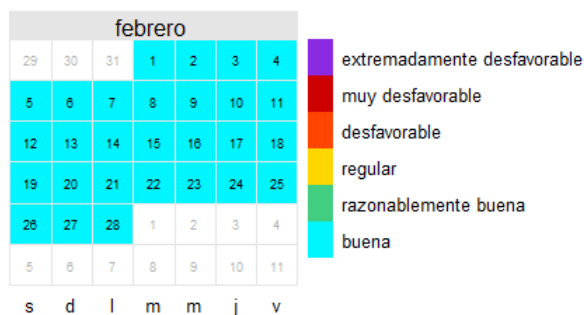 febrero
29 30 31 1 2 3 4
5 6 7 8 9 10 11
12 13 14 15 16 17 18
19 20 21 22 23 24 25
26 27 28 1 2 3 4
5 6 7 8 9 10 11
s d l m m j v
extremadamente desfavorable
muy desfavorable
desfavorable
regular
razonablemente buena
buena